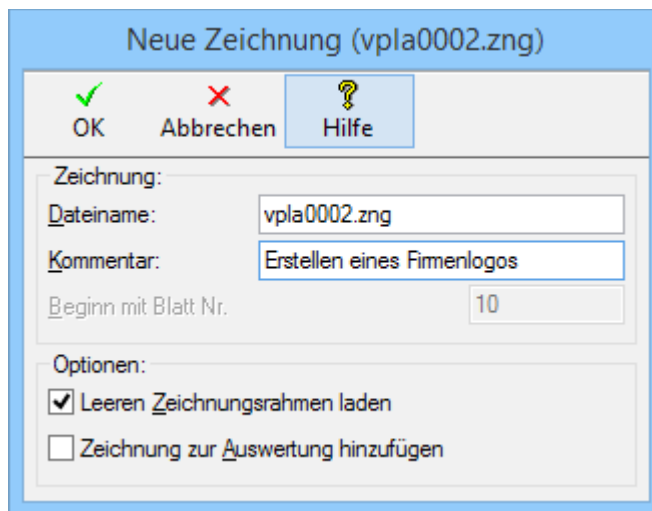 Neue Zeichnung (vpla0002.zng)
OK Abbrechen Hilfe
Zeichnung:
Dateiname: vpla0002.zng
Kommentar: Erstellen eines Firmenlogos
Beginn mit Blatt Nr. 10
Optionen:
Leeren Zeichnungsrahmen laden
Zeichnung zur Auswertung hinzufügen